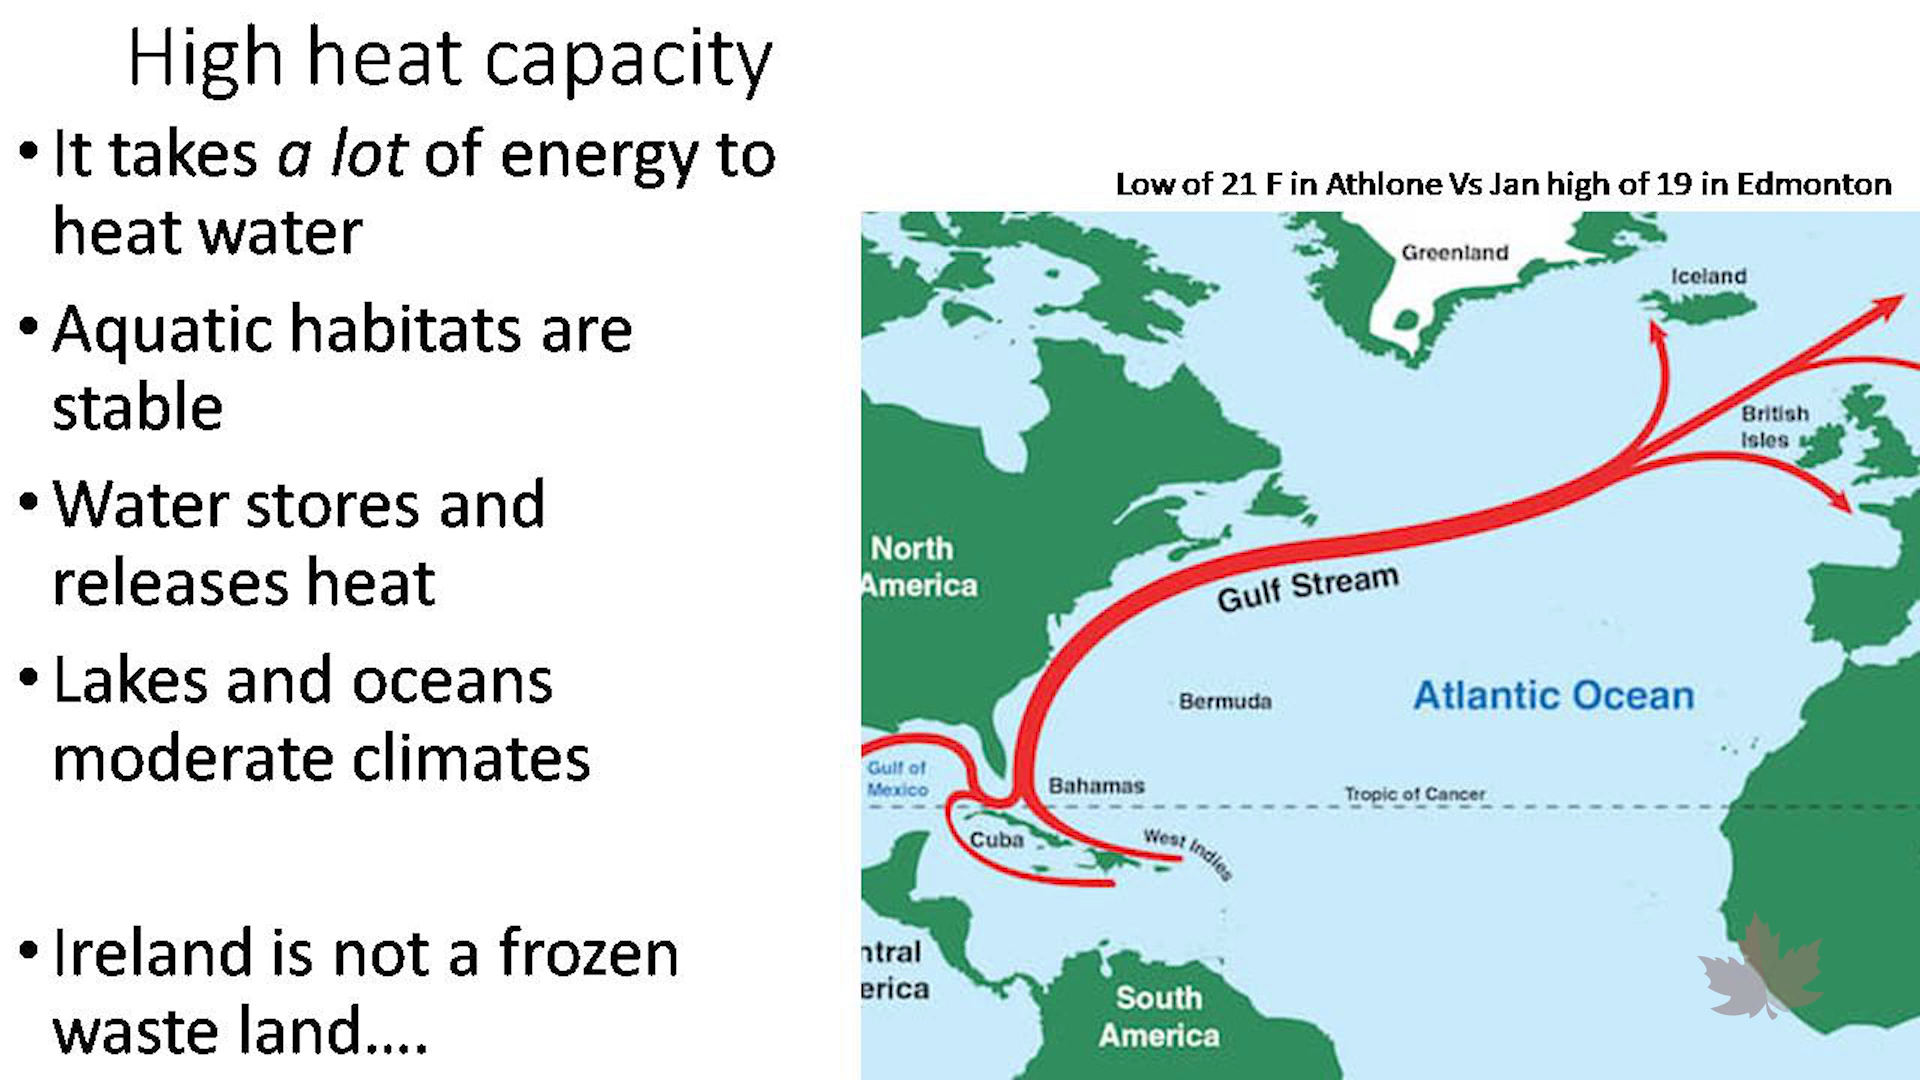 High heat capacity
• It takes a lot of energy to
heat water
• Aquatic habitats are
stable
• Water stores and
releases heat
• Lakes and oceans
moderate climates
• Ireland is not a frozen
waste land....
Low of 21 F in Athlone Vs Jan high of 19 in Edmonton
Greenland
Iceland
British
Isles
North
America
Gulf Stream
Bermuda
Atlantic Ocean
Gulf of
Mexico
Bahamas
Tropic of Cancer
Cuba
West Indies
ntral
erica
South
America